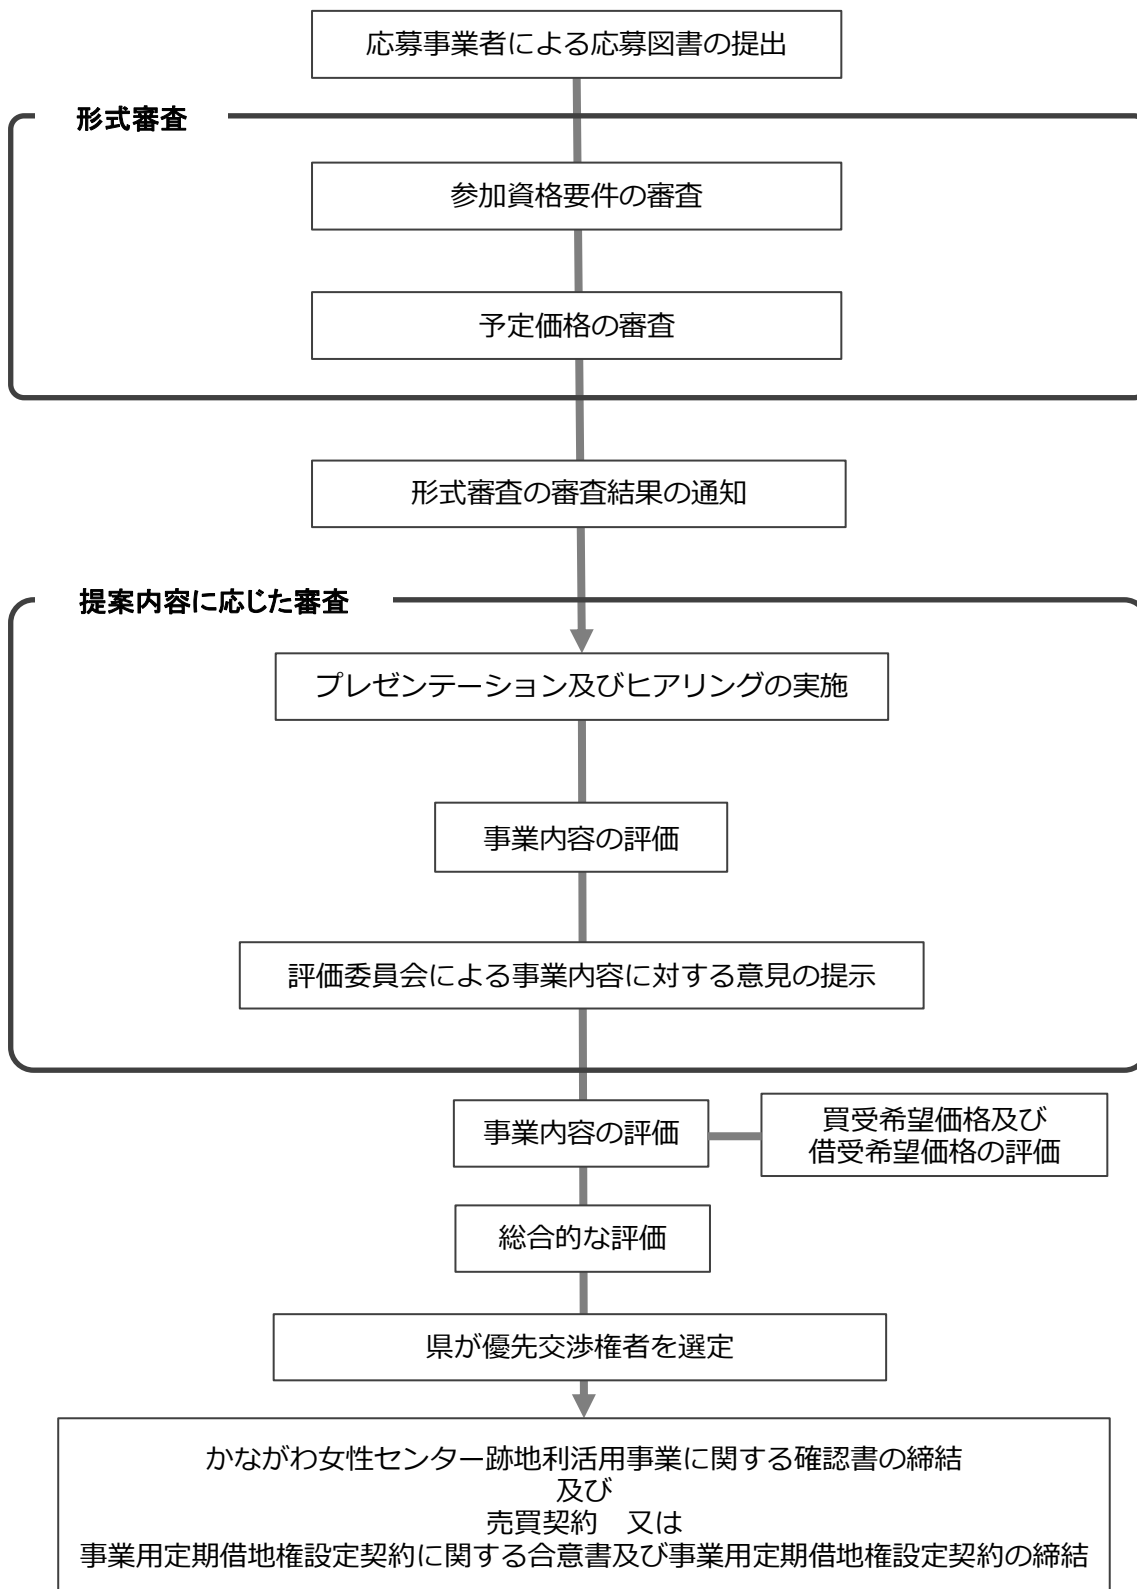 応募事業者による応募図書の提出
形式審査
参加資格要件の審査
予定価格の審査
形式審査の審査結果の通知
提案内容に応じた審査
プレゼンテーション及びヒアリングの実施
事業内容の評価
評価委員会による事業内容に対する意見の提示
事業内容の評価
買受希望価格及び
借受希望価格の評価
総合的な評価
県が優先交渉権者を選定
かながわ女性センター跡地利活用事業に関する確認書の締結
及び
売買契約　又は
事業用定期借地権設定契約に関する合意書及び事業用定期借地権設定契約の締結